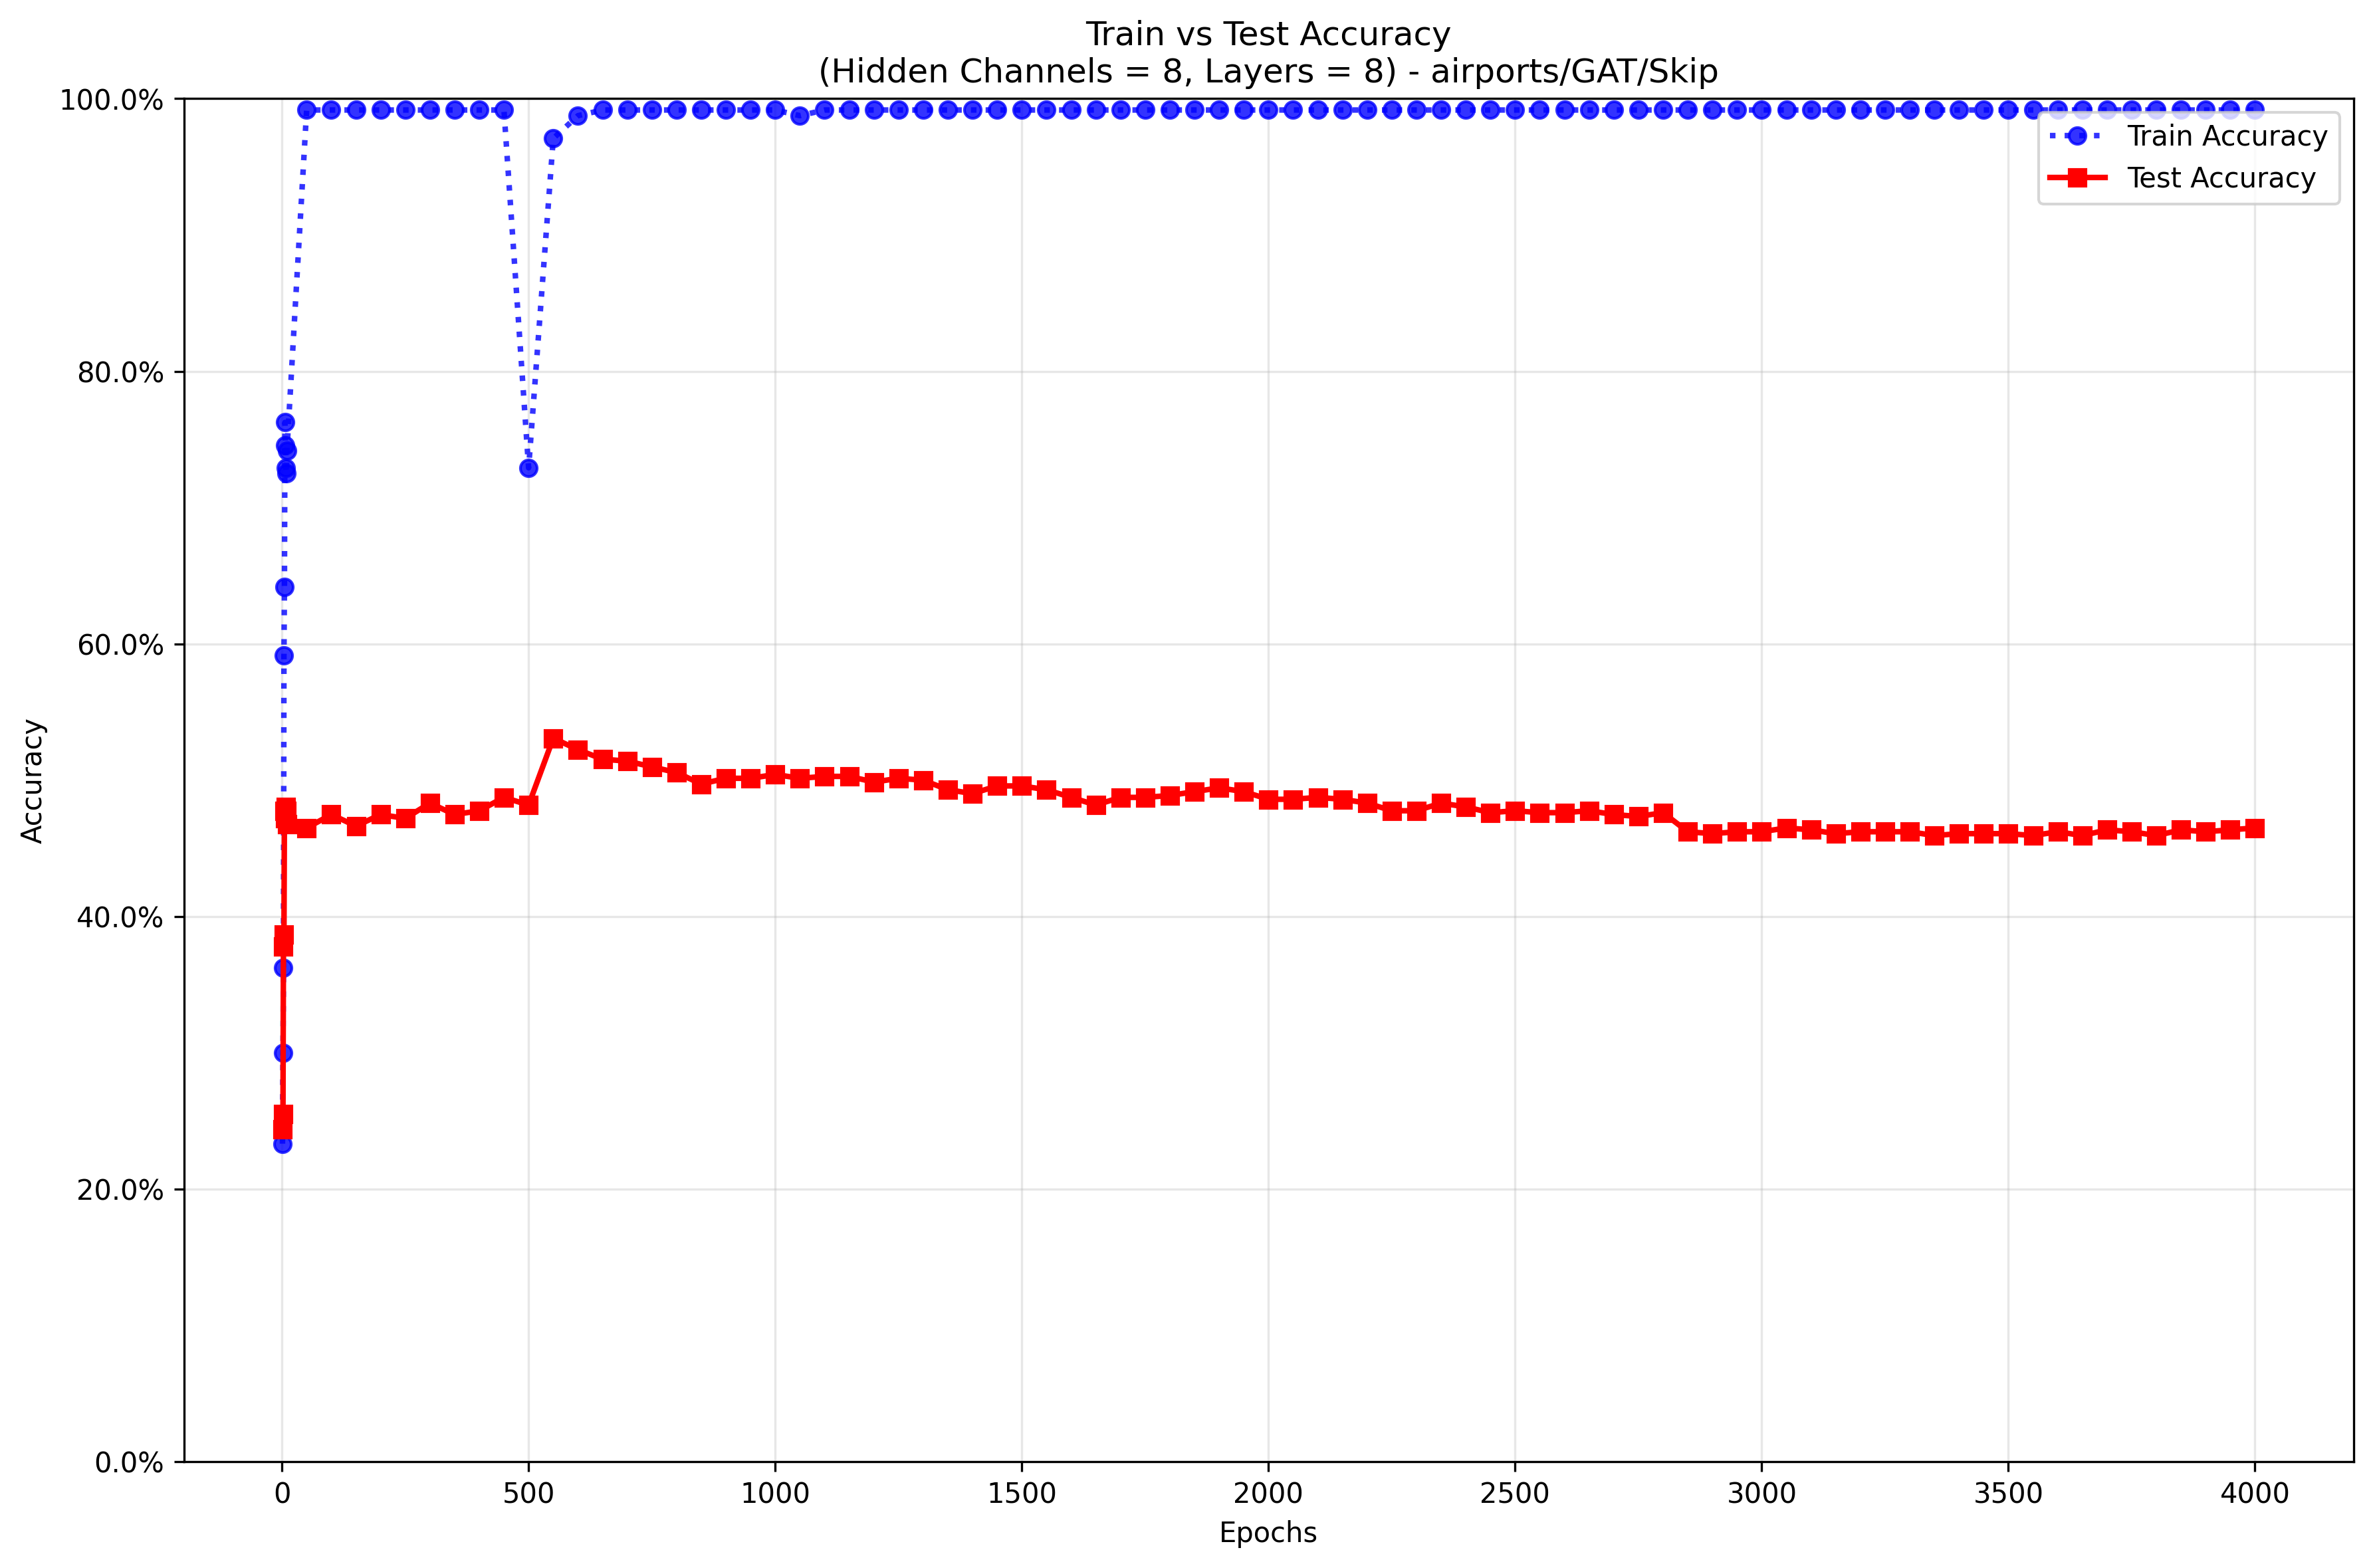 Train vs Test Accuracy
(Hidden Channels = 8, Layers = 8) - airports/GAT/Skip
100.0%
80.0%
60.0%
40.0%
20.0%
0.0%
Accuracy
Train Accuracy
Test Accuracy
0 500 1000 1500 2000 2500 3000 3500 4000
Epochs